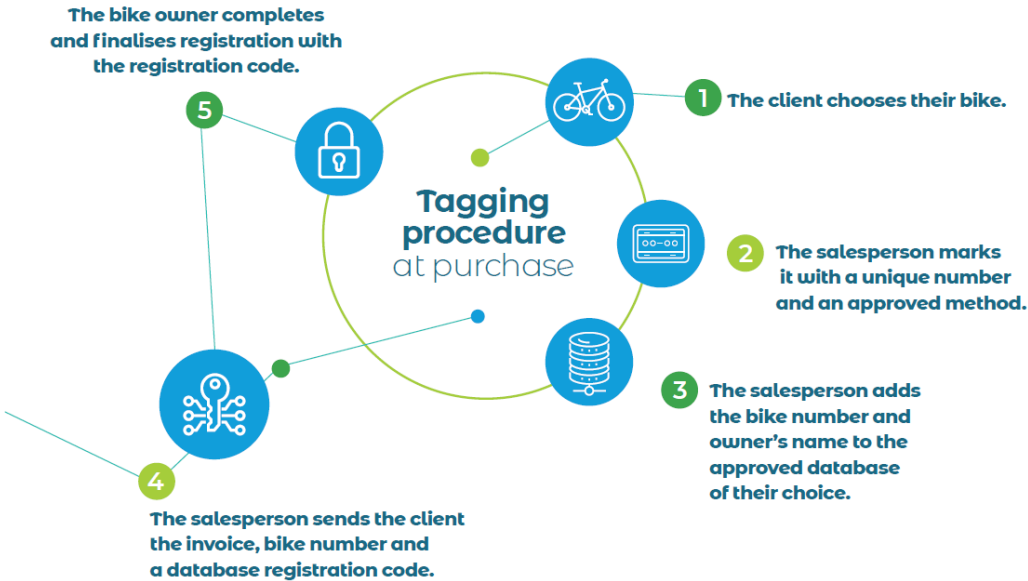 Tagging
procedure
at purchase
1
The client chooses their bike.
2
The salesperson marks
it with a unique number
and an approved method.
3
The salesperson adds
the bike number and
owner's name to the
approved database
of their choice.
4
The salesperson sends the client
the invoice, bike number and
a database registration code.
5
The bike owner completes
and finalises registration with
the registration code.